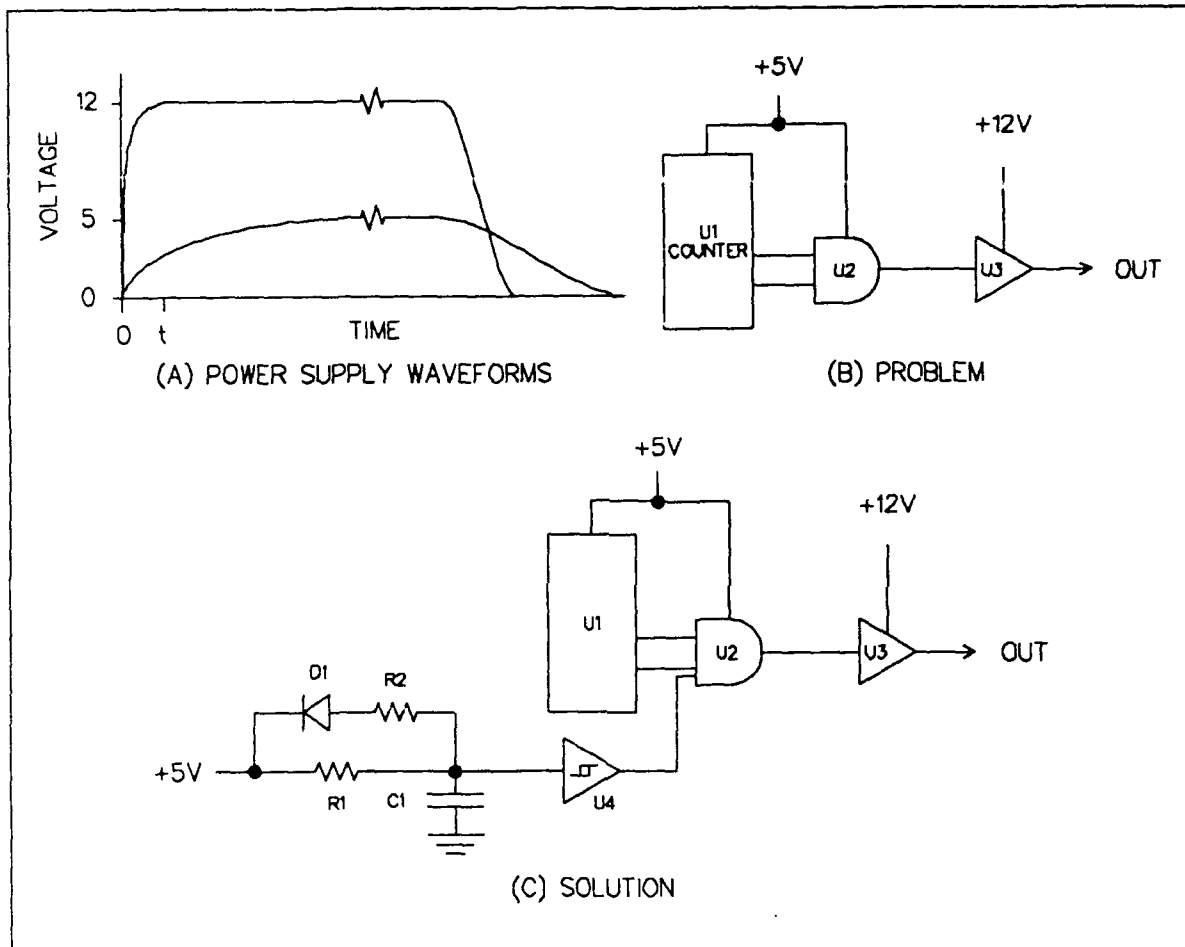 VOLTAGE
12
5
0
0 t TIME
(A) POWER SUPPLY WAVEFORMS
+5V
+12V
U1
COUNTER
U2
U3
OUT
(B) PROBLEM
+5V
+12V
U1
U2
U3
OUT
D1
R2
+5V
R1
C1
U4
(C) SOLUTION